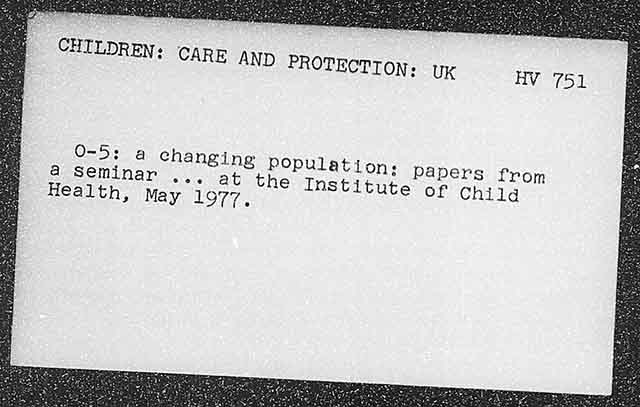 CHILDREN: CARE AND PROTECTION: UK HV 751
0-5: a changing population: papers from
a seminar ... at the Institute of Child
Health, May 1977.